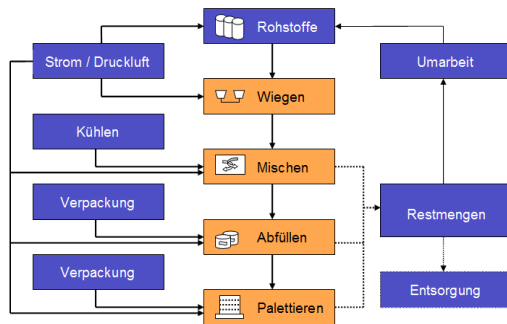 Rohstoffe
Strom / Druckluft
Umarbeit
Wiegen
Kühlen
Mischen
Verpackung
Restmengen
Abfüllen
Verpackung
Entsorgung
Palettieren